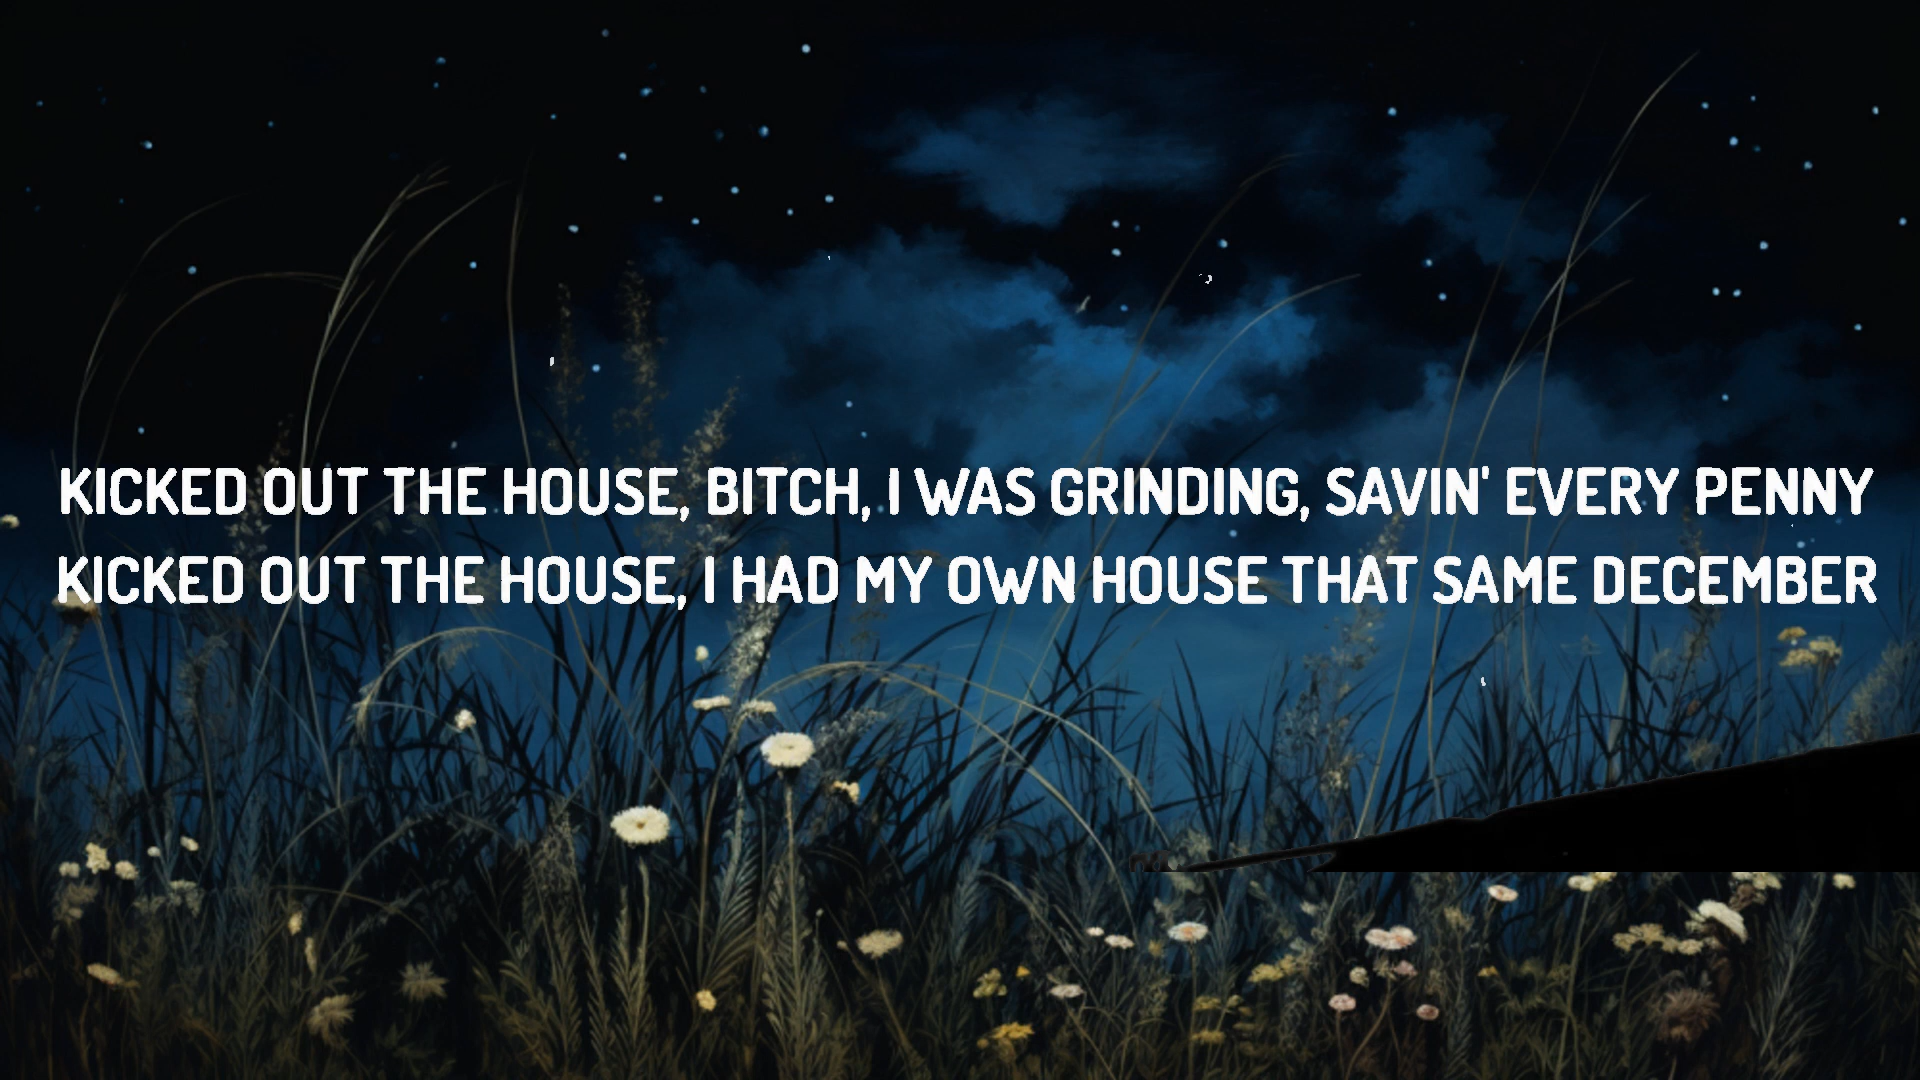 KICKED OUT THE HOUSE, BITCH, I WAS GRINDING, SAVIN' EVERY PENNY
KICKED OUT THE HOUSE, I HAD MY OWN HOUSE THAT SAME DECEMBER